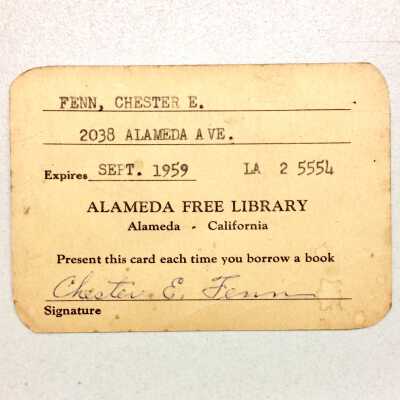 FENN, CHESTER E.
2038 ALAMEDA AVE.
Expires SEPT. 1959 LA 2 5554
ALAMEDA FREE LIBRARY
Alameda - California
Present this card each time you borrow a book
Chester E. Fenn
Signature